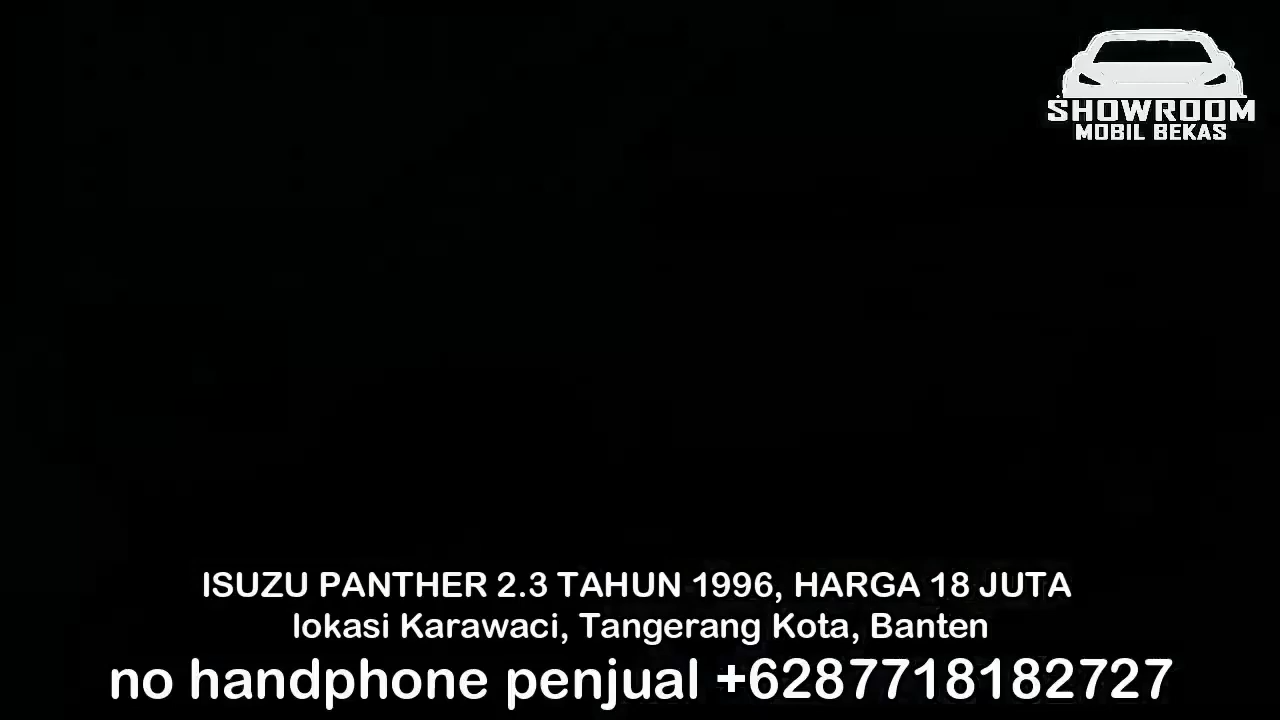 SHOWROOM
MOBIL BEKAS
ISUZU PANTHER 2.3 TAHUN 1996, HARGA 18 JUTA
lokasi Karawaci, Tangerang Kota, Banten
no handphone penjual +6287718182727